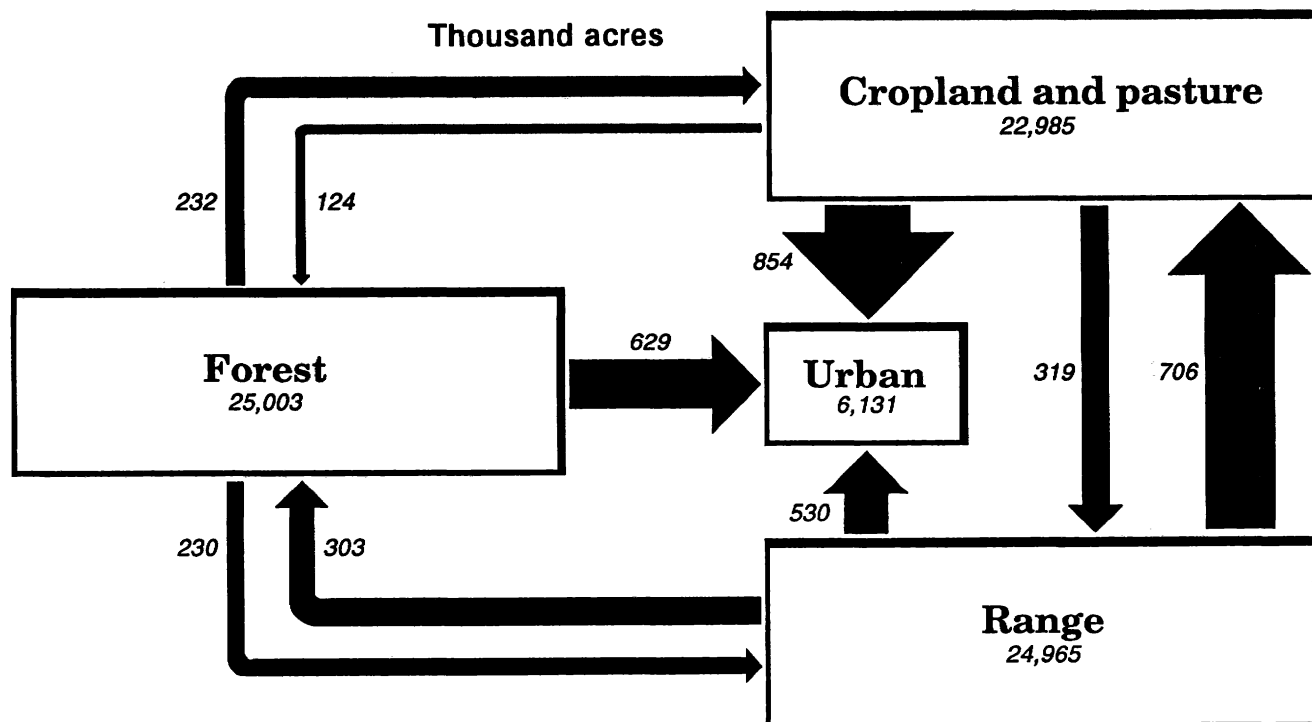 Thousand acres
Cropland and pasture
22,985
232
124
854
Forest
25,003
629
Urban
6,131
319
706
530
230
303
Range
24,965